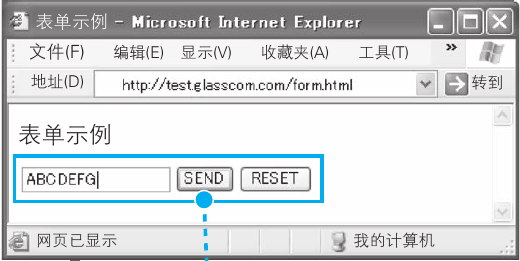 表单示例 - Microsoft Internet Explorer
文件(F) 编辑(E) 显示(V) 收藏夹(A) 工具(T) »
地址(D) http://test.glasscom.com/form.html 转到
表单示例
ABCDEFG SEND RESET
网页已显示 我的计算机